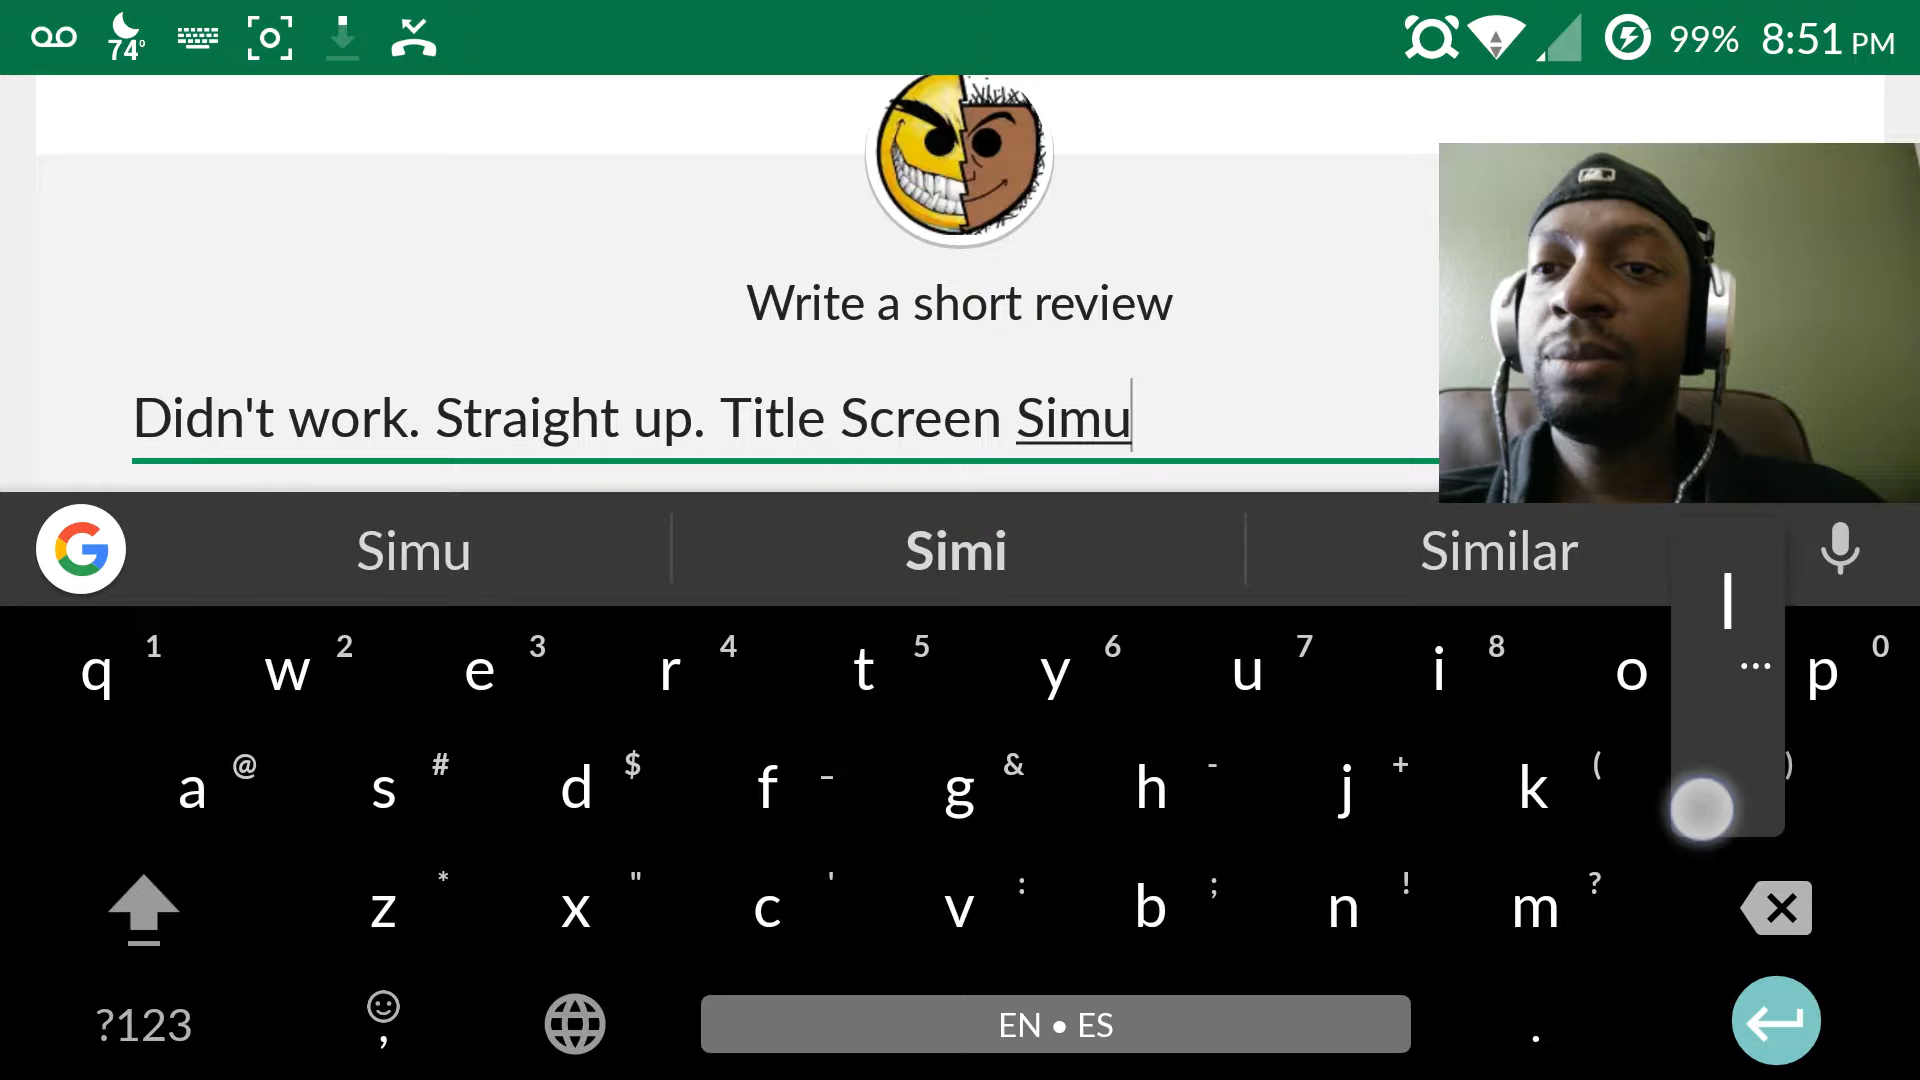 74° 99% 8:51 PM
Write a short review
Didn't work. Straight up. Title Screen Simu
G Simu Simi Similar
q 1 w 2 e 3 r 4 t 5 y 6 u 7 i 8 o ... p 0
l
a @ s # d $ f _ g & h - j + k ( )
z * x " c ' v : b ; n ! m ?
?123 , EN • ES .